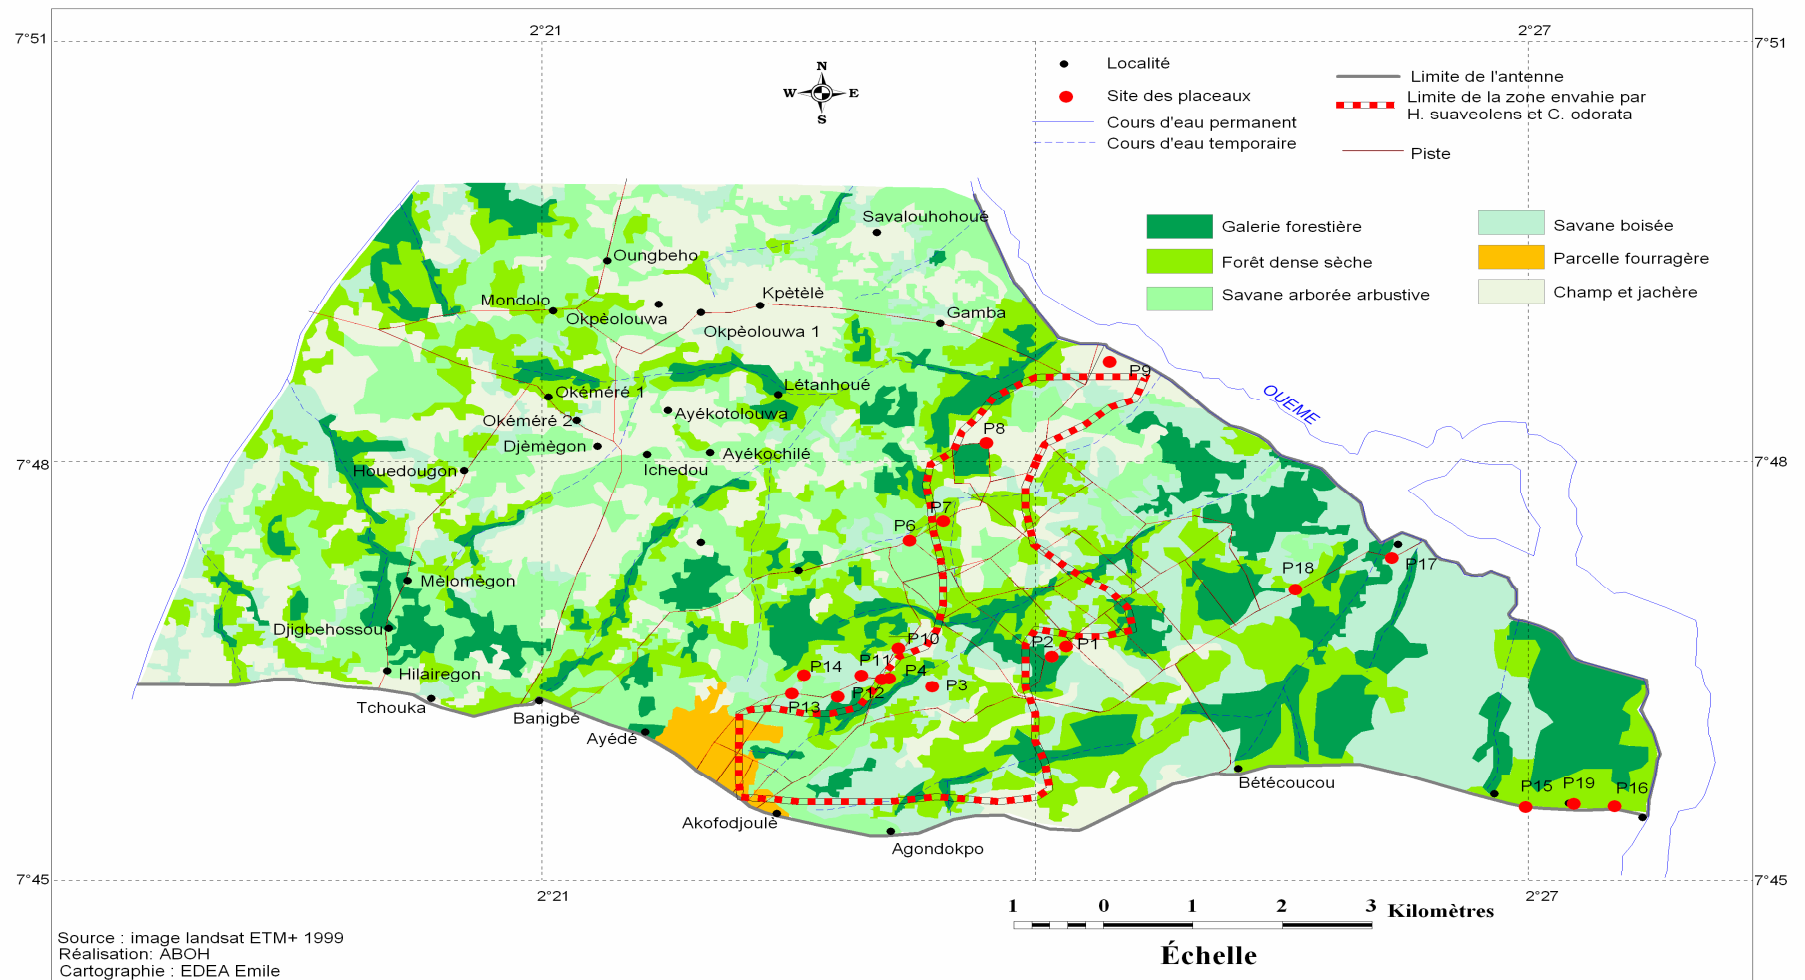 2°21
2°27
7°51
7°51
N
W E
S
Localité
Site des placeaux
Cours d'eau permanent
Cours d'eau temporaire
Limite de l'antenne
Limite de la zone envahie par
H. suaveolens et C. odorata
Piste
Galerie forestière
Forêt dense sèche
Savane arborée arbustive
Savane boisée
Parcelle fourragère
Champ et jachère
Savalouhohoué
Oungbeho
Mondolo
Kpètèlè
Okpèolouwa
Okpèolouwa 1
Gamba
P9
OUEME
Létanhoué
Okéméré 1
Ayékotolouwa
Okéméré 2
P8
Djèmègon
Ayékochilé
7°48
Houedougon
Ichedou
7°48
P7
P6
P17
P18
Mèlomègon
Djigbehossou
P10
P2
P1
Hilairegon
P14
P11
P4
P3
P12
P13
Tchouka
Banigbé
Ayédé
Bétécoucou
P15
P19
P16
Akofodjoulè
Agondokpo
7°45
7°45
2°21
2°27
1 0 1 2 3 Kilomètres
Échelle
Source : image landsat ETM+ 1999
Réalisation: ABOH
Cartographie : EDEA Emile